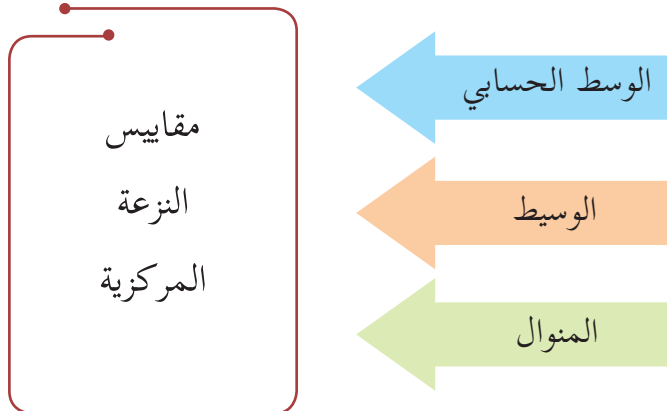 الوسط الحسابي
الوسيط
المنوال
مقاييس
النزعة
المركزية